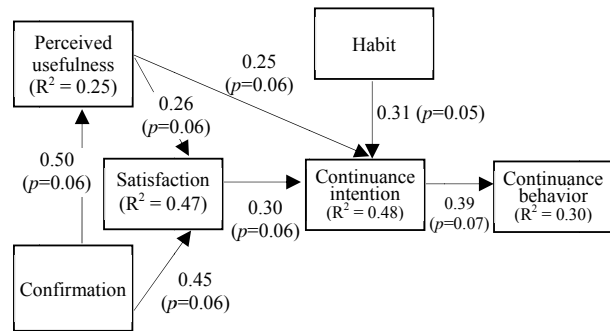 Perceived
usefulness
(R² = 0.25)
0.25
(p=0.06)
Habit
0.26
(p=0.06)
0.31 (p=0.05)
0.50
(p=0.06)
Satisfaction
(R² = 0.47)
0.30
(p=0.06)
Continuance
intention
(R² = 0.48)
0.39
(p=0.07)
Continuance
behavior
(R² = 0.30)
Confirmation
0.45
(p=0.06)